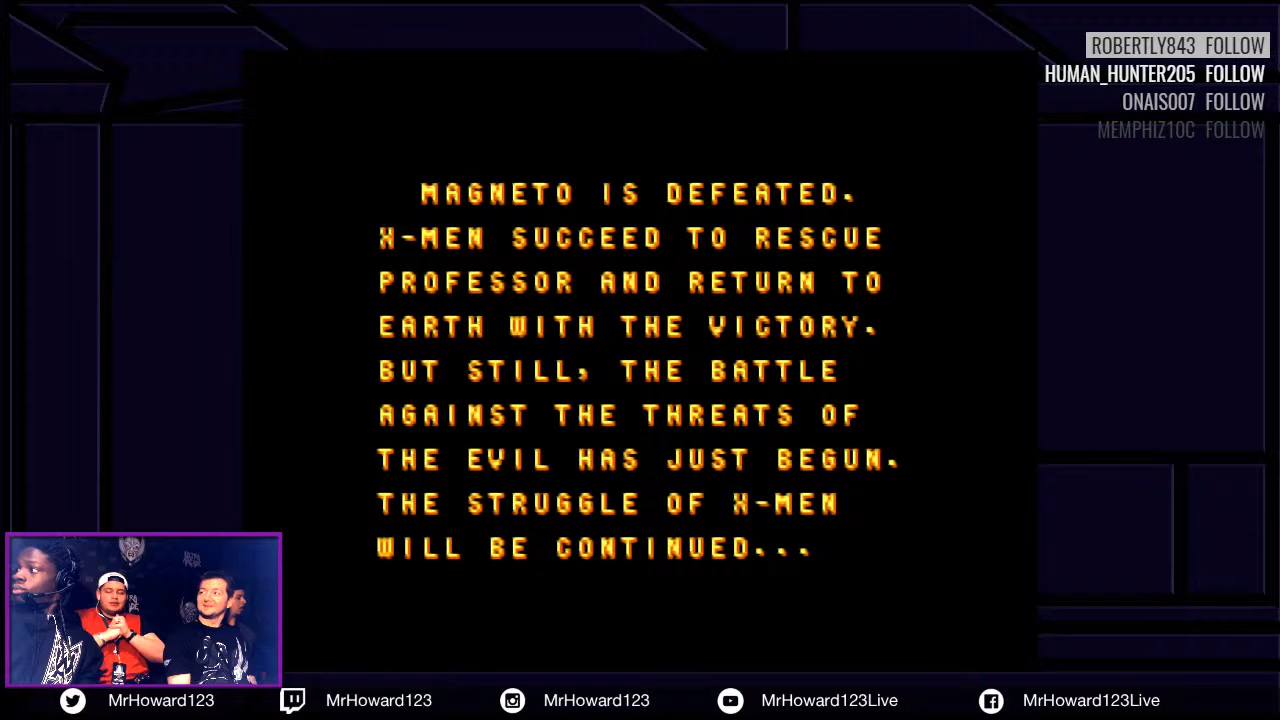 ROBERTLY843 FOLLOW
HUMAN_HUNTER205 FOLLOW
ONAIS007 FOLLOW
MEMPHIZ10C FOLLOW
MAGNETO IS DEFEATED.
X-MEN SUCCEED TO RESCUE
PROFESSOR AND RETURN TO
EARTH WITH THE VICTORY.
BUT STILL, THE BATTLE
AGAINST THE THREATS OF
THE EVIL HAS JUST BEGUN.
THE STRUGGLE OF X-MEN
WILL BE CONTINUED...
MrHoward123
MrHoward123
MrHoward123
MrHoward123Live
MrHoward123Live